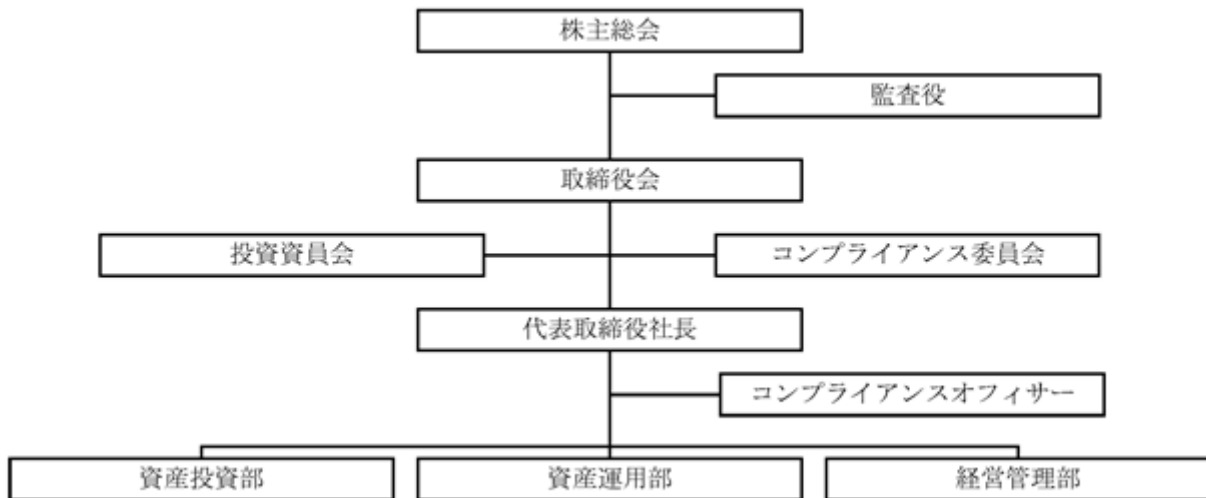 株主総会
監査役
取締役会
投資資員会
コンプライアンス委員会
代表取締役社長
コンプライアンスオフィサー
資産投資部
資産運用部
経営管理部